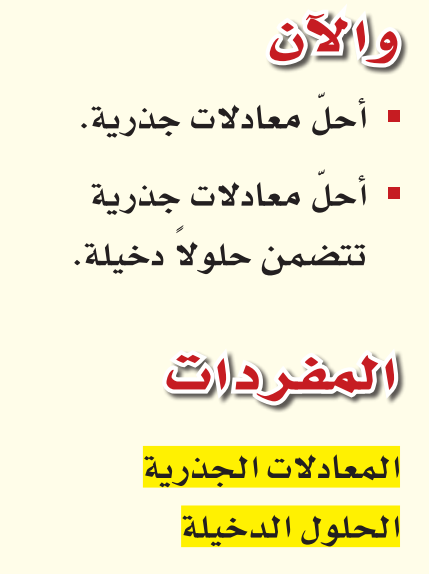 والآن
أحلّ معادلات جذرية.
أحلّ معادلات جذرية
تتضمن حلولاً دخيلة.
المفردات
المعادلات الجذرية
الحلول الدخيلة